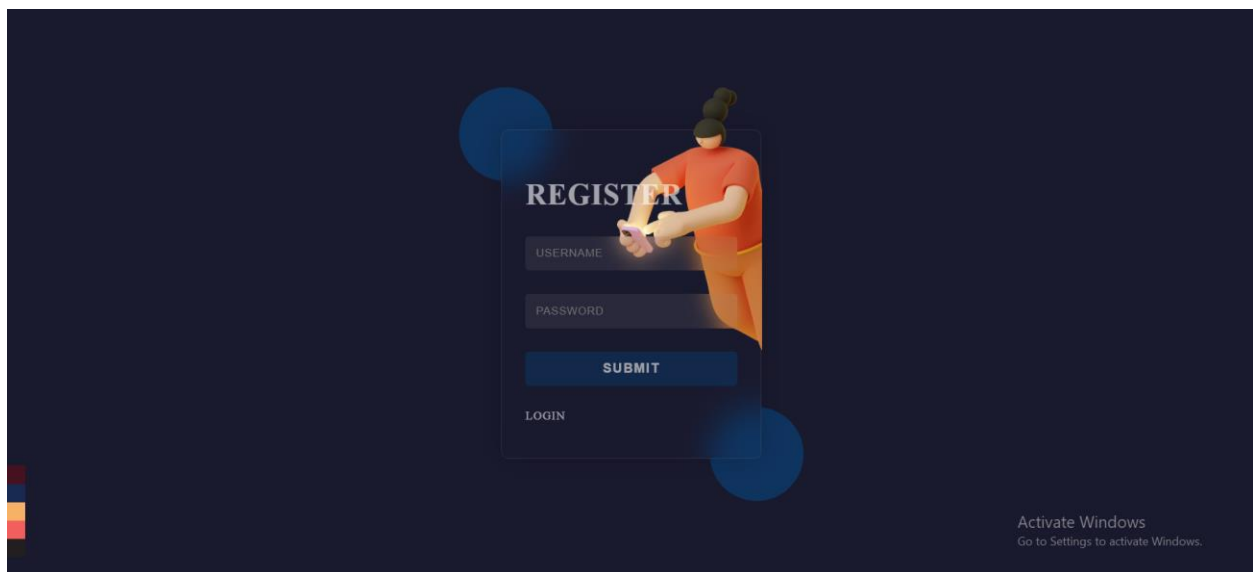 REGISTER
USERNAME
PASSWORD
SUBMIT
LOGIN
Activate Windows
Go to Settings to activate Windows.